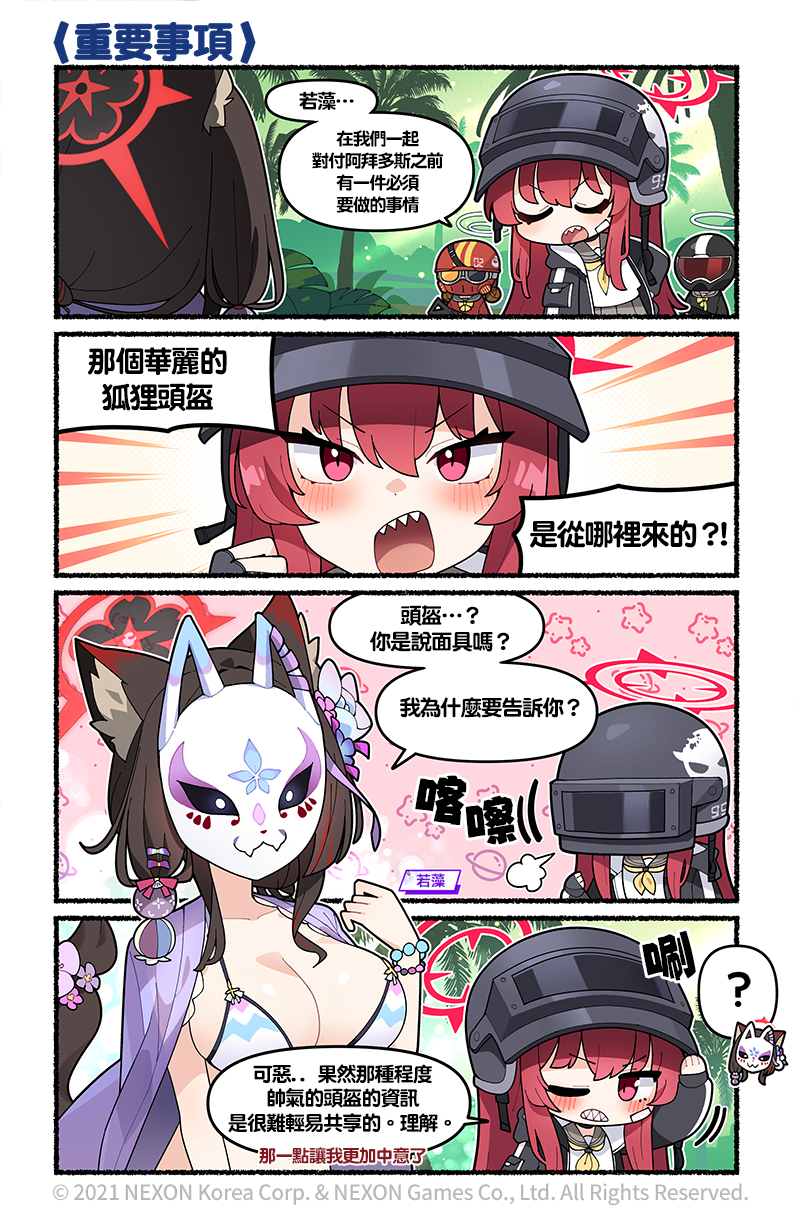 《重要事項》
若藻⋯
在我們一起
對付阿拜多斯之前
有一件必須
要做的事情
02
99
那個華麗的
狐狸頭盔
是從哪裡來的?!
頭盔⋯?
你是說面具嗎?
我為什麼要告訴你?
99
喀嚓
若藻
唰
?
可惡.. 果然那種程度
帥氣的頭盔的資訊
是很難輕易共享的。理解。
那一點讓我更加中意了
© 2021 NEXON Korea Corp. & NEXON Games Co., Ltd. All Rights Reserved.